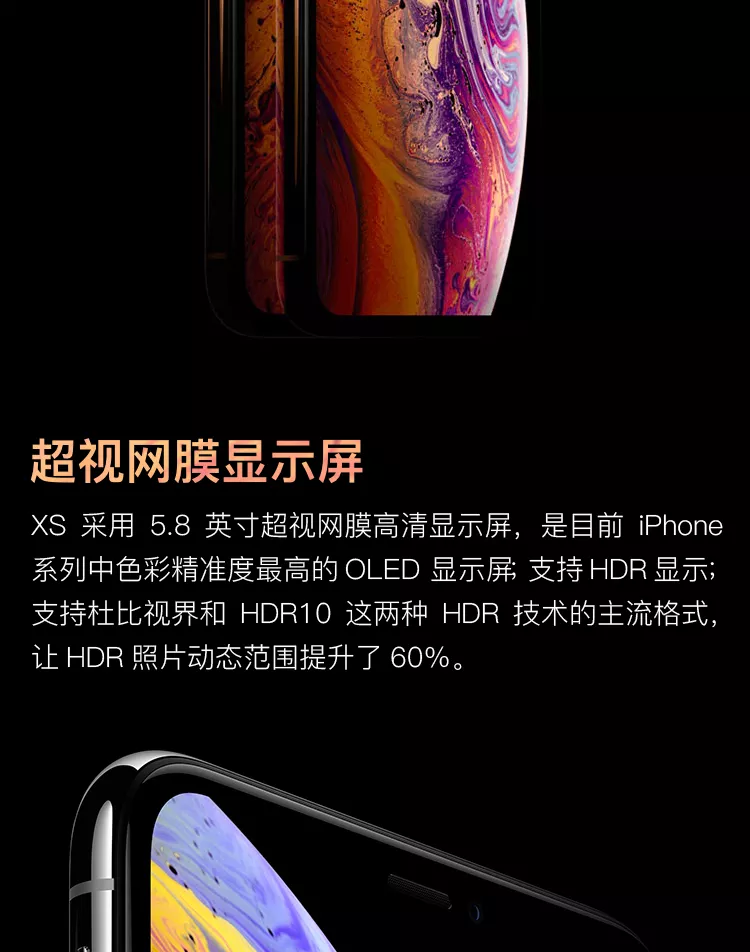 超视网膜显示屏
XS 采用 5.8 英寸超视网膜高清显示屏，是目前 iPhone
系列中色彩精准度最高的 OLED 显示屏；支持 HDR 显示；
支持杜比视界和 HDR10 这两种 HDR 技术的主流格式，
让 HDR 照片动态范围提升了 60%。